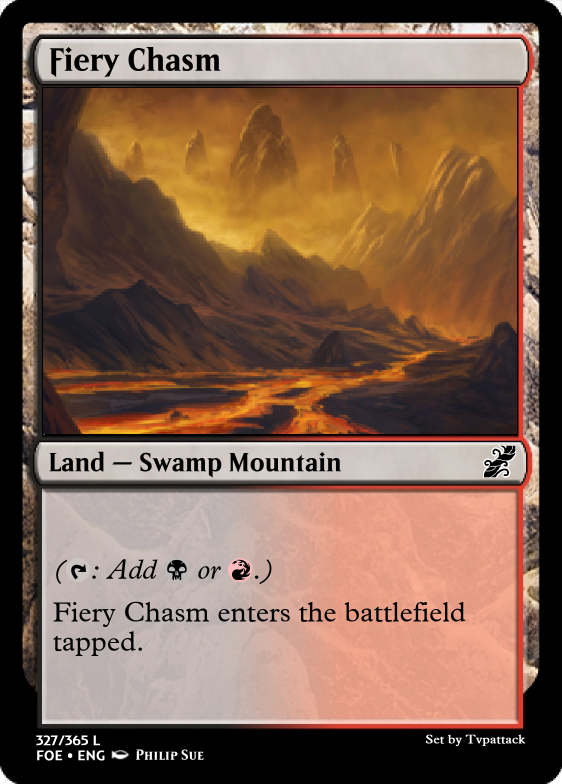 Fiery Chasm
Land — Swamp Mountain
(: Add or .)
Fiery Chasm enters the battlefield
tapped.
327/365 L
Set by Tvpattack
FOE • ENG Philip Sue